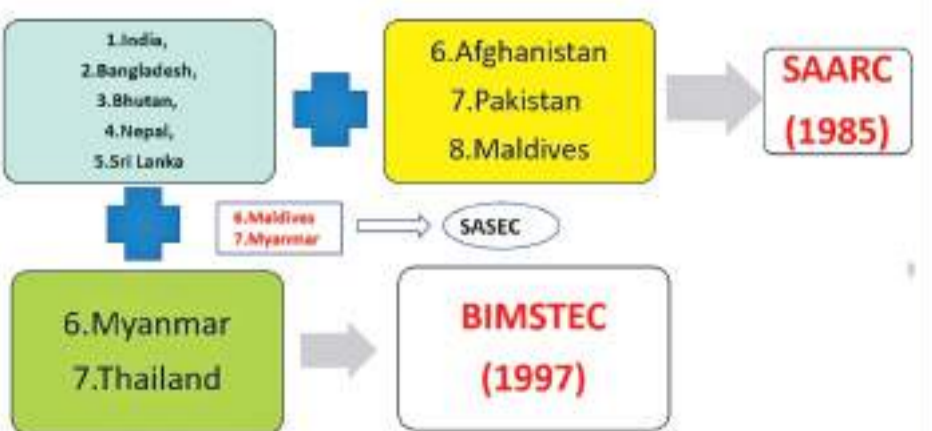 1.India,
2.Bangladesh,
3.Bhutan,
4.Nepal,
5.Sri Lanka
6.Afghanistan
7.Pakistan
8.Maldives
SAARC
(1985)
6.Maldives
7.Myanmar
SASEC
6.Myanmar
7.Thailand
BIMSTEC
(1997)